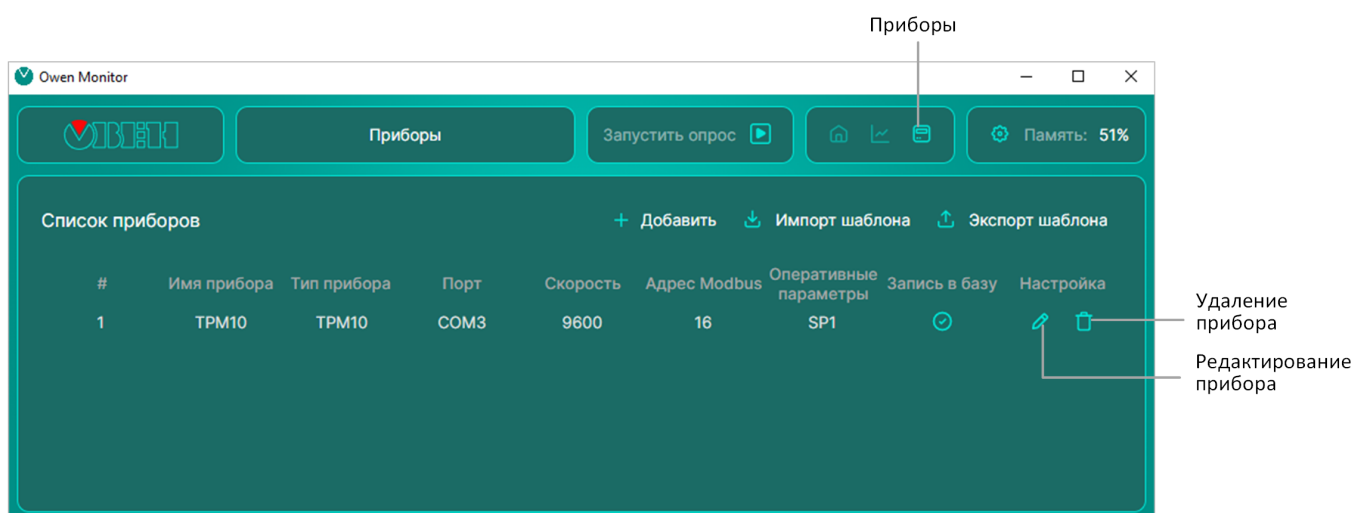 Приборы
Owen Monitor
ОВЕН
Приборы
Запустить опрос
Память: 51%
Список приборов
Добавить
Импорт шаблона
Экспорт шаблона
#
Имя прибора
Тип прибора
Порт
Скорость
Адрес Modbus
Оперативные
параметры
Запись в базу
Настройка
1
ТРМ10
ТРМ10
COM3
9600
16
SP1
Удаление
прибора
Редактирование
прибора